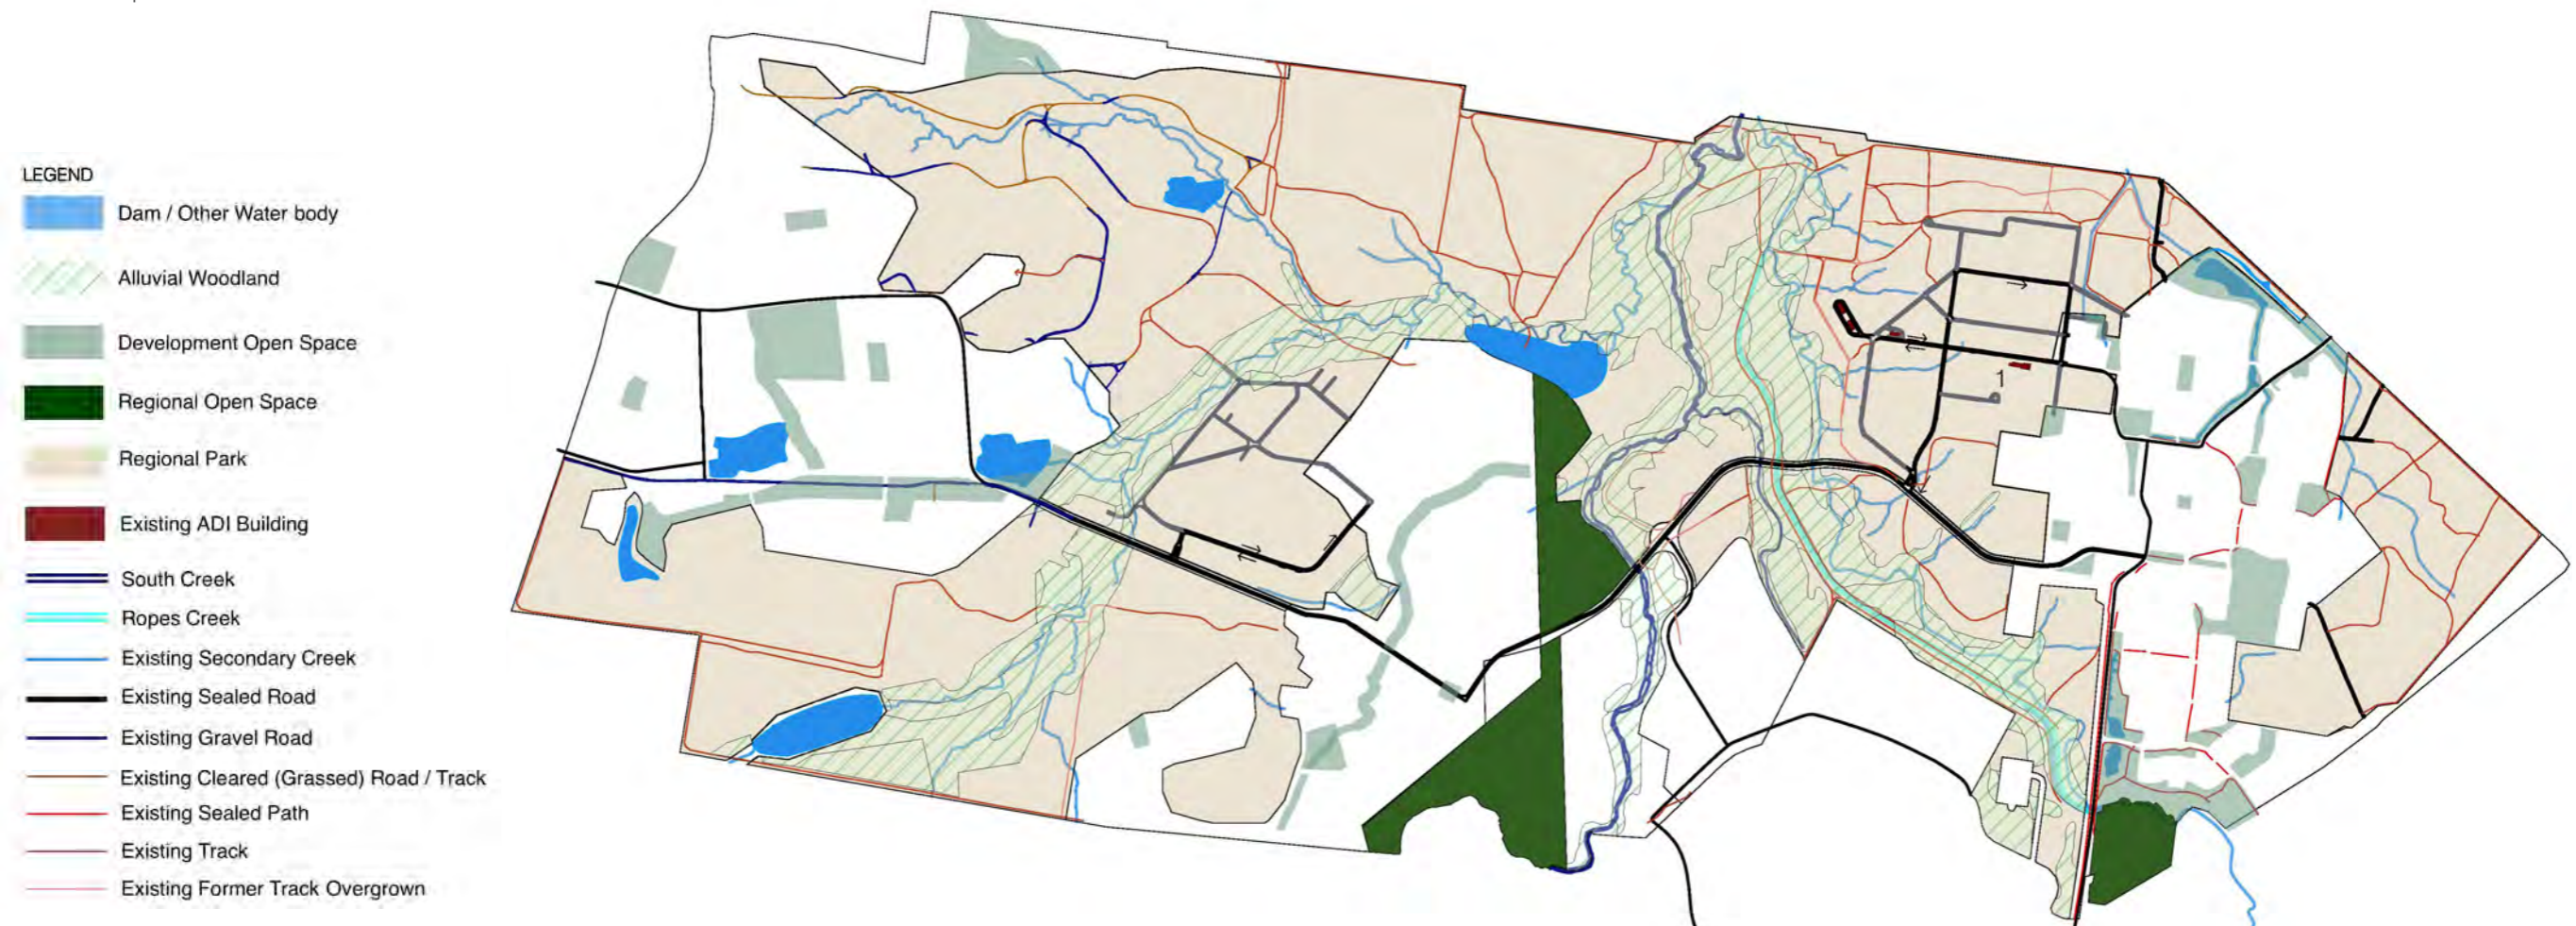 LEGEND
Dam / Other Water body
Alluvial Woodland
Development Open Space
Regional Open Space
Regional Park
Existing ADI Building
South Creek
Ropes Creek
Existing Secondary Creek
Existing Sealed Road
Existing Gravel Road
Existing Cleared (Grassed) Road / Track
Existing Sealed Path
Existing Track
Existing Former Track Overgrown
1